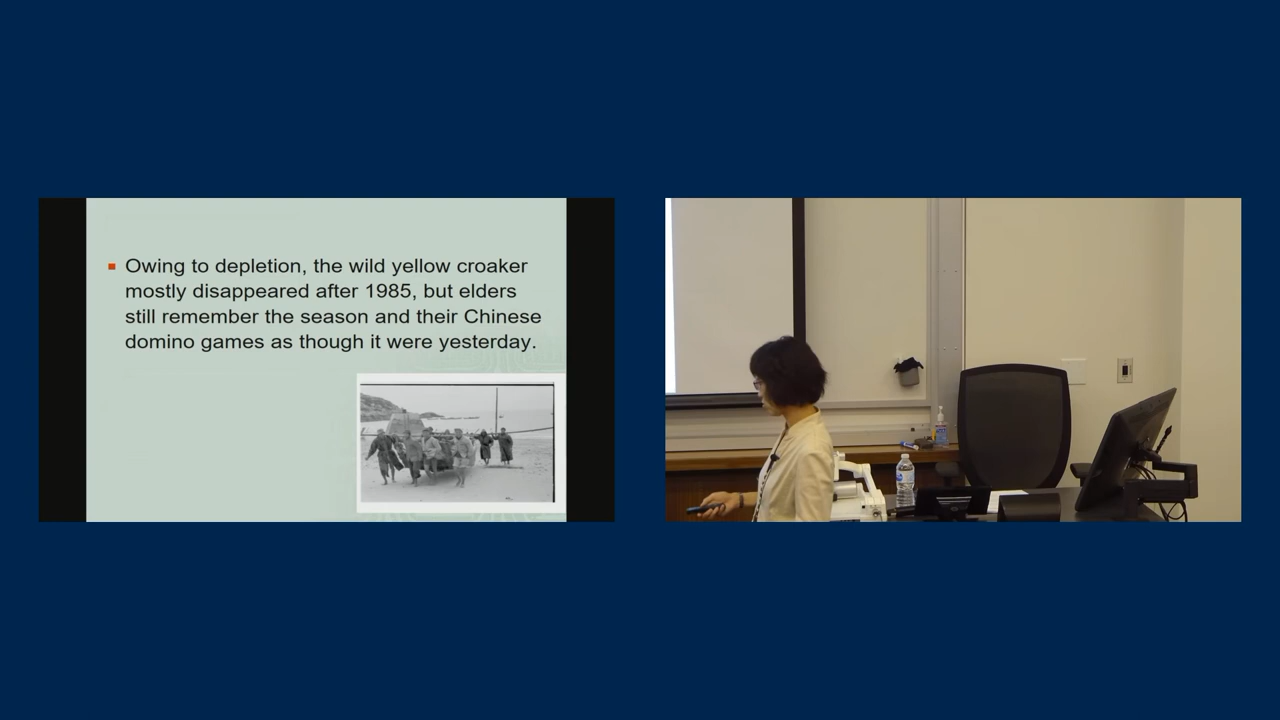 Owing to depletion, the wild yellow croaker
mostly disappeared after 1985, but elders
still remember the season and their Chinese
domino games as though it were yesterday.